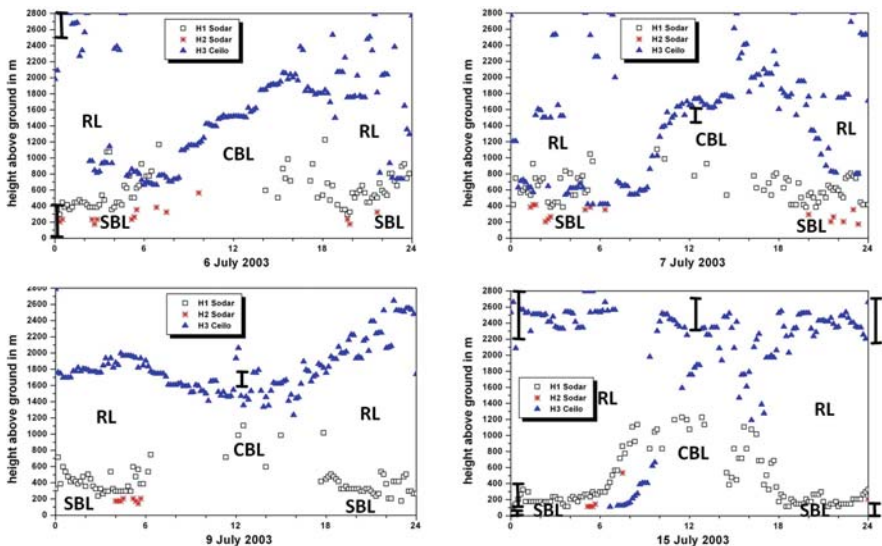 height above ground in m
2800
2600
2400
2200
2000
1800
1600
1400
1200
1000
800
600
400
200
0
H1 Sodar
H2 Sodar
H3 Ceilo
RL
CBL
RL
SBL
SBL
0 6 12 18 24
6 July 2003
height above ground in m
2800
2600
2400
2200
2000
1800
1600
1400
1200
1000
800
600
400
200
0
H1 Sodar
H2 Sodar
H3 Ceilo
RL
CBL
RL
SBL
SBL
0 6 12 18 24
7 July 2003
height above ground in m
2800
2600
2400
2200
2000
1800
1600
1400
1200
1000
800
600
400
200
0
H1 Sodar
H2 Sodar
H3 Ceilo
RL
RL
CBL
SBL
SBL
0 6 12 18 24
9 July 2003
height above ground in m
2800
2600
2400
2200
2000
1800
1600
1400
1200
1000
800
600
400
200
0
H1 Sodar
H2 Sodar
H3 Ceilo
RL
RL
CBL
SBL
SBL
0 6 12 18 24
15 July 2003